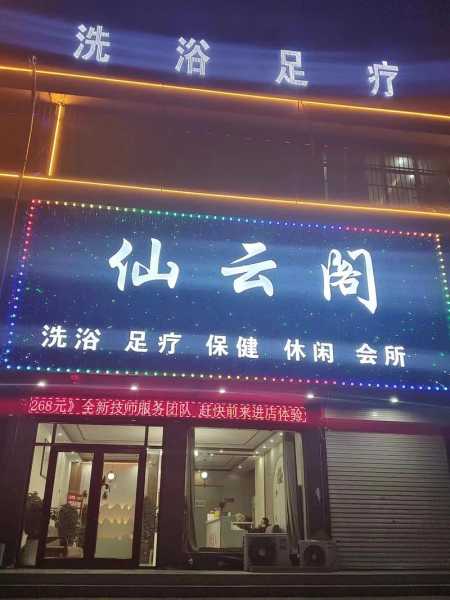 洗浴足疗
仙云阁
洗浴 足疗 保健 休闲 会所
268元》全新技师服务团队 赶快前来进店体验